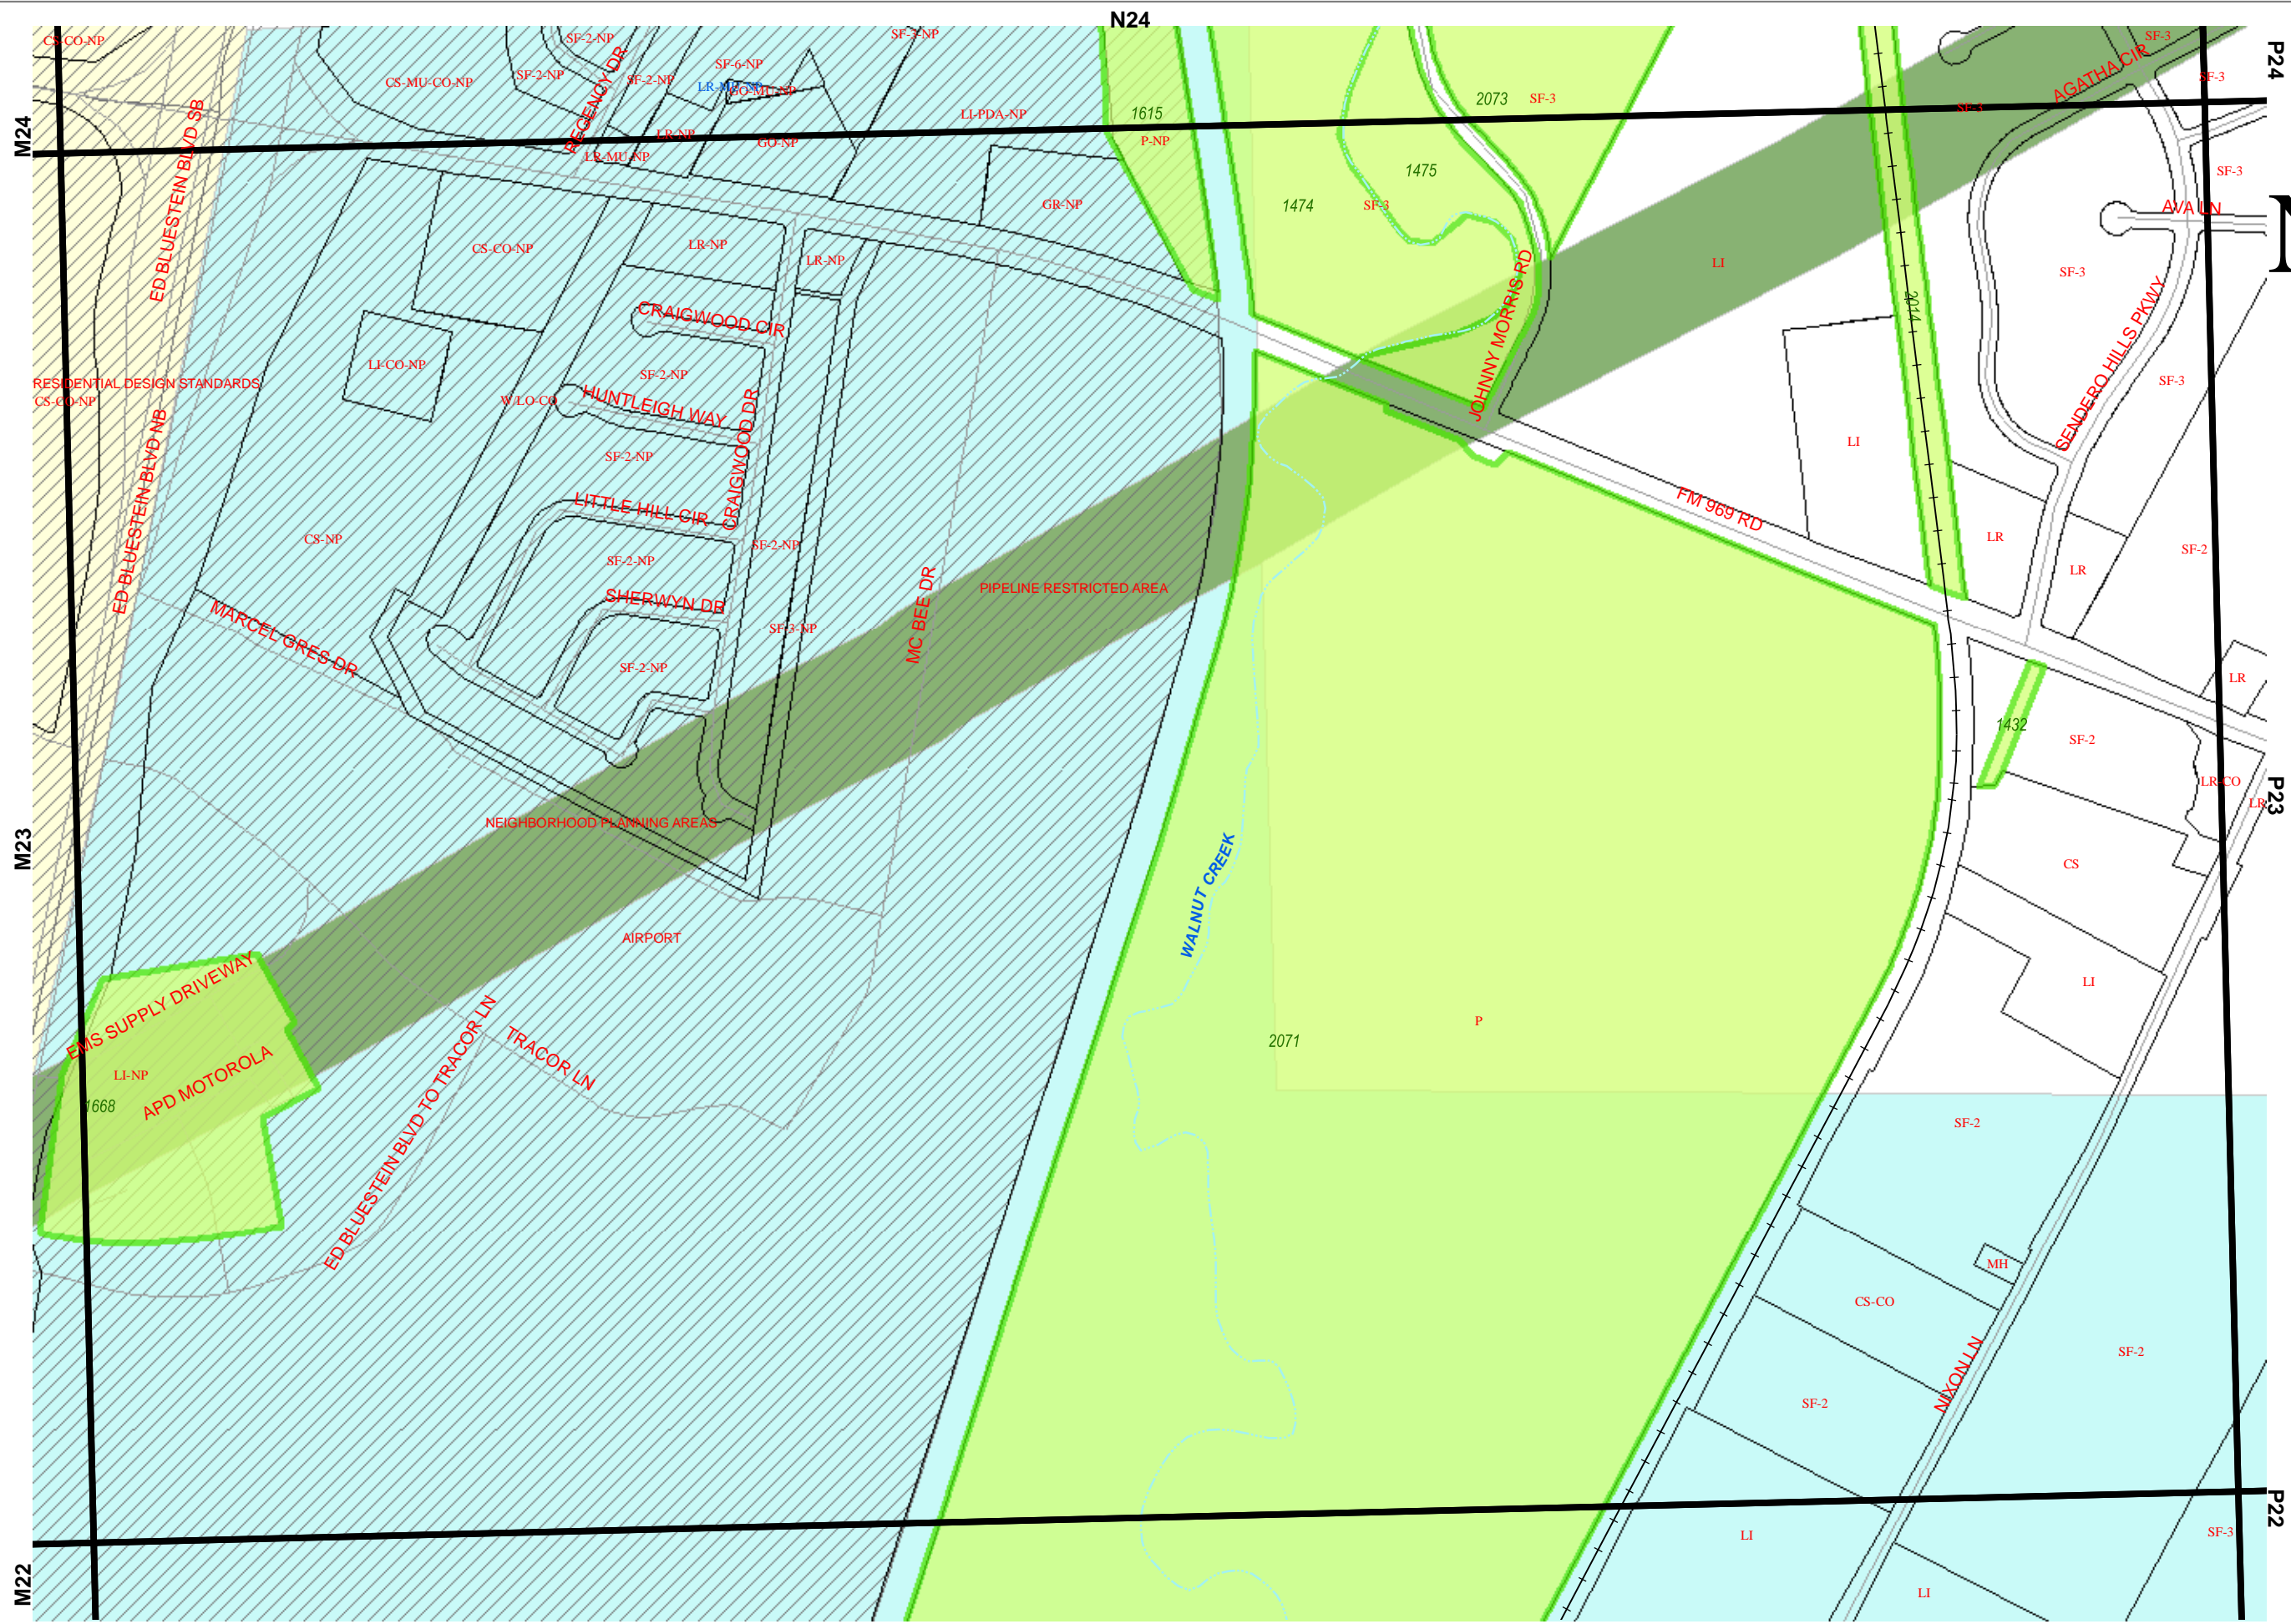 N24
CS-CO-NP
SF-2-NP
SF-3-NP
SF-3
P24
CS-MU-CO-NP
SF-2-NP
REGENCY DR
SF-2-NP
SF-6-NP
GO-MU-NP
LI-PDA-NP
1615
2073
SF-3
SF-3
AGATHA CIR
SF-3
M24
ED BLUESTEIN BLVD SB
LR-NP
LR-MU-NP
GO-NP
P-NP
1475
SF-3
1474
SF-3
GR-NP
AVA LN
CS-CO-NP
LR-NP
LR-NP
LI
SF-3
2014
CRAIGWOOD CIR
JOHNNY MORRIS RD
SENDERO HILLS PKWY
LI-CO-NP
SF-2-NP
RESIDENTIAL DESIGN STANDARDS
CS-CO-NP
W/LO-CO
HUNTLEIGH WAY
SF-3
CRAIGWOOD DR
LI
SF-2-NP
ED BLUESTEIN BLVD NB
LITTLE HILL CIR
FM 969 RD
CS-NP
SF-2-NP
SF-2-NP
LR
SF-2
LR
PIPELINE RESTRICTED AREA
SHERWYN DR
MARCEL GRES DR
MC BEE DR
SF-3-NP
SF-2-NP
LR
1432
SF-2
LR-CO
LR
P23
M23
NEIGHBORHOOD PLANNING AREAS
WALNUT CREEK
CS
AIRPORT
LI
EMS SUPPLY DRIVEWAY
P
2071
TRACOR LN
LI-NP
APD MOTOROLA
1668
ED BLUESTEIN BLVD TO TRACOR LN
SF-2
MH
CS-CO
SF-2
NIXON LN
SF-2
P22
LI
SF-3
M22
LI